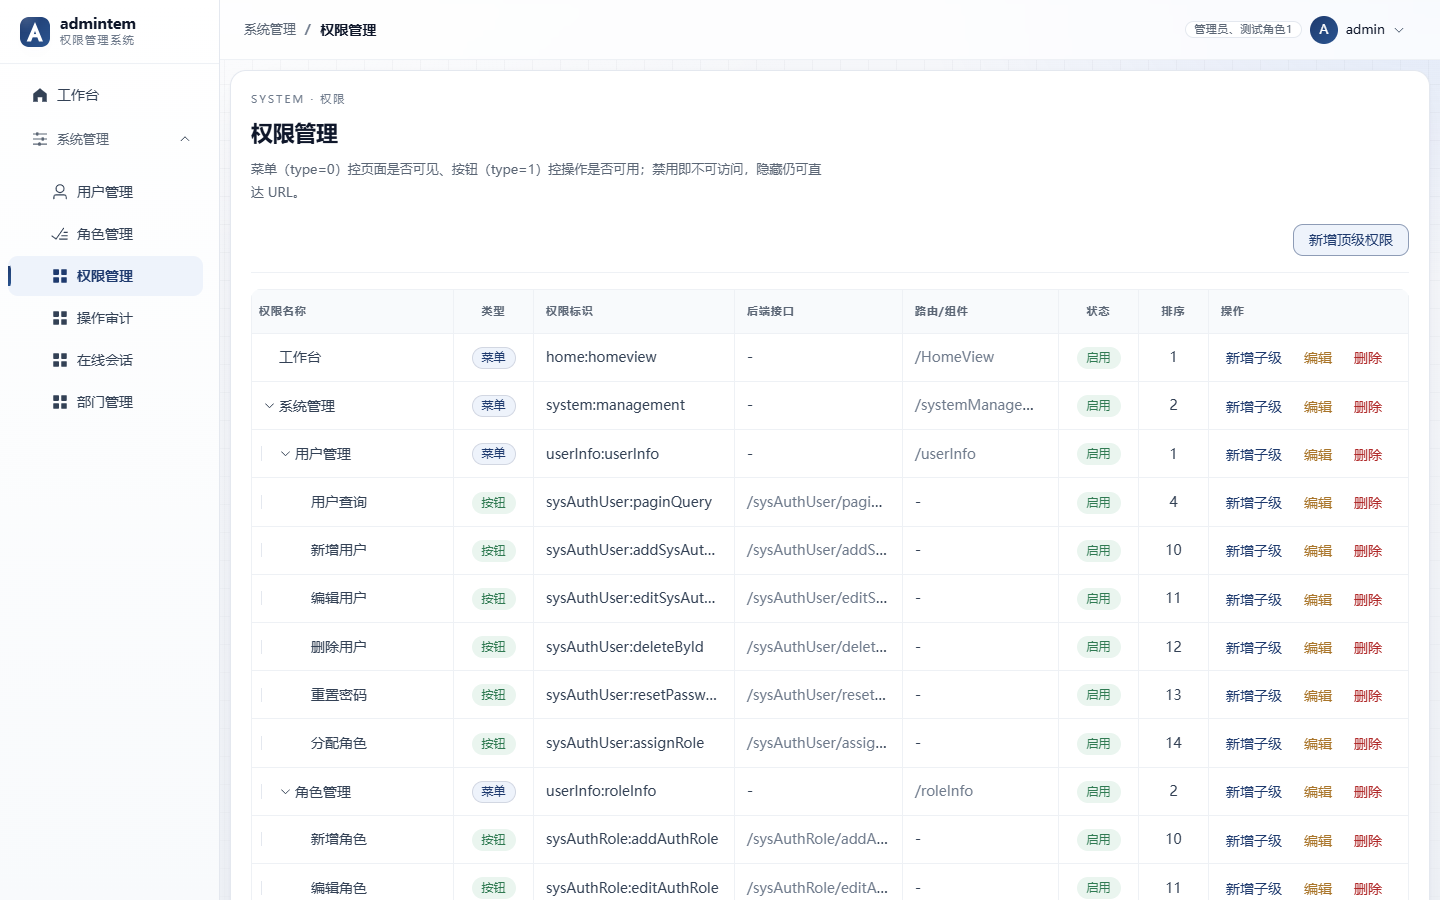 admintem
权限管理系统
工作台
系统管理
用户管理
角色管理
权限管理
操作审计
在线会话
部门管理
系统管理 / 权限管理
管理员、测试角色1
A
admin
SYSTEM · 权限
权限管理
菜单（type=0）控页面是否可见、按钮（type=1）控操作是否可用；禁用即不可访问，隐藏仍可直
达 URL。
新增顶级权限
权限名称 类型 权限标识 后端接口 路由/组件 状态 排序 操作
工作台 菜单 home:homeview - /HomeView 启用 1 新增子级 编辑 删除
系统管理 菜单 system:management - /systemManage... 启用 2 新增子级 编辑 删除
用户管理 菜单 userInfo:userInfo - /userInfo 启用 1 新增子级 编辑 删除
用户查询 按钮 sysAuthUser:paginQuery /sysAuthUser/pagi... - 启用 4 新增子级 编辑 删除
新增用户 按钮 sysAuthUser:addSysAut... /sysAuthUser/addS... - 启用 10 新增子级 编辑 删除
编辑用户 按钮 sysAuthUser:editSysAut... /sysAuthUser/editS... - 启用 11 新增子级 编辑 删除
删除用户 按钮 sysAuthUser:deleteById /sysAuthUser/delet... - 启用 12 新增子级 编辑 删除
重置密码 按钮 sysAuthUser:resetPassw... /sysAuthUser/reset... - 启用 13 新增子级 编辑 删除
分配角色 按钮 sysAuthUser:assignRole /sysAuthUser/assig... - 启用 14 新增子级 编辑 删除
角色管理 菜单 userInfo:roleInfo - /roleInfo 启用 2 新增子级 编辑 删除
新增角色 按钮 sysAuthRole:addAuthRole /sysAuthRole/addA... - 启用 10 新增子级 编辑 删除
编辑角色 按钮 sysAuthRole:editAuthRole /sysAuthRole/editA... - 启用 11 新增子级 编辑 删除